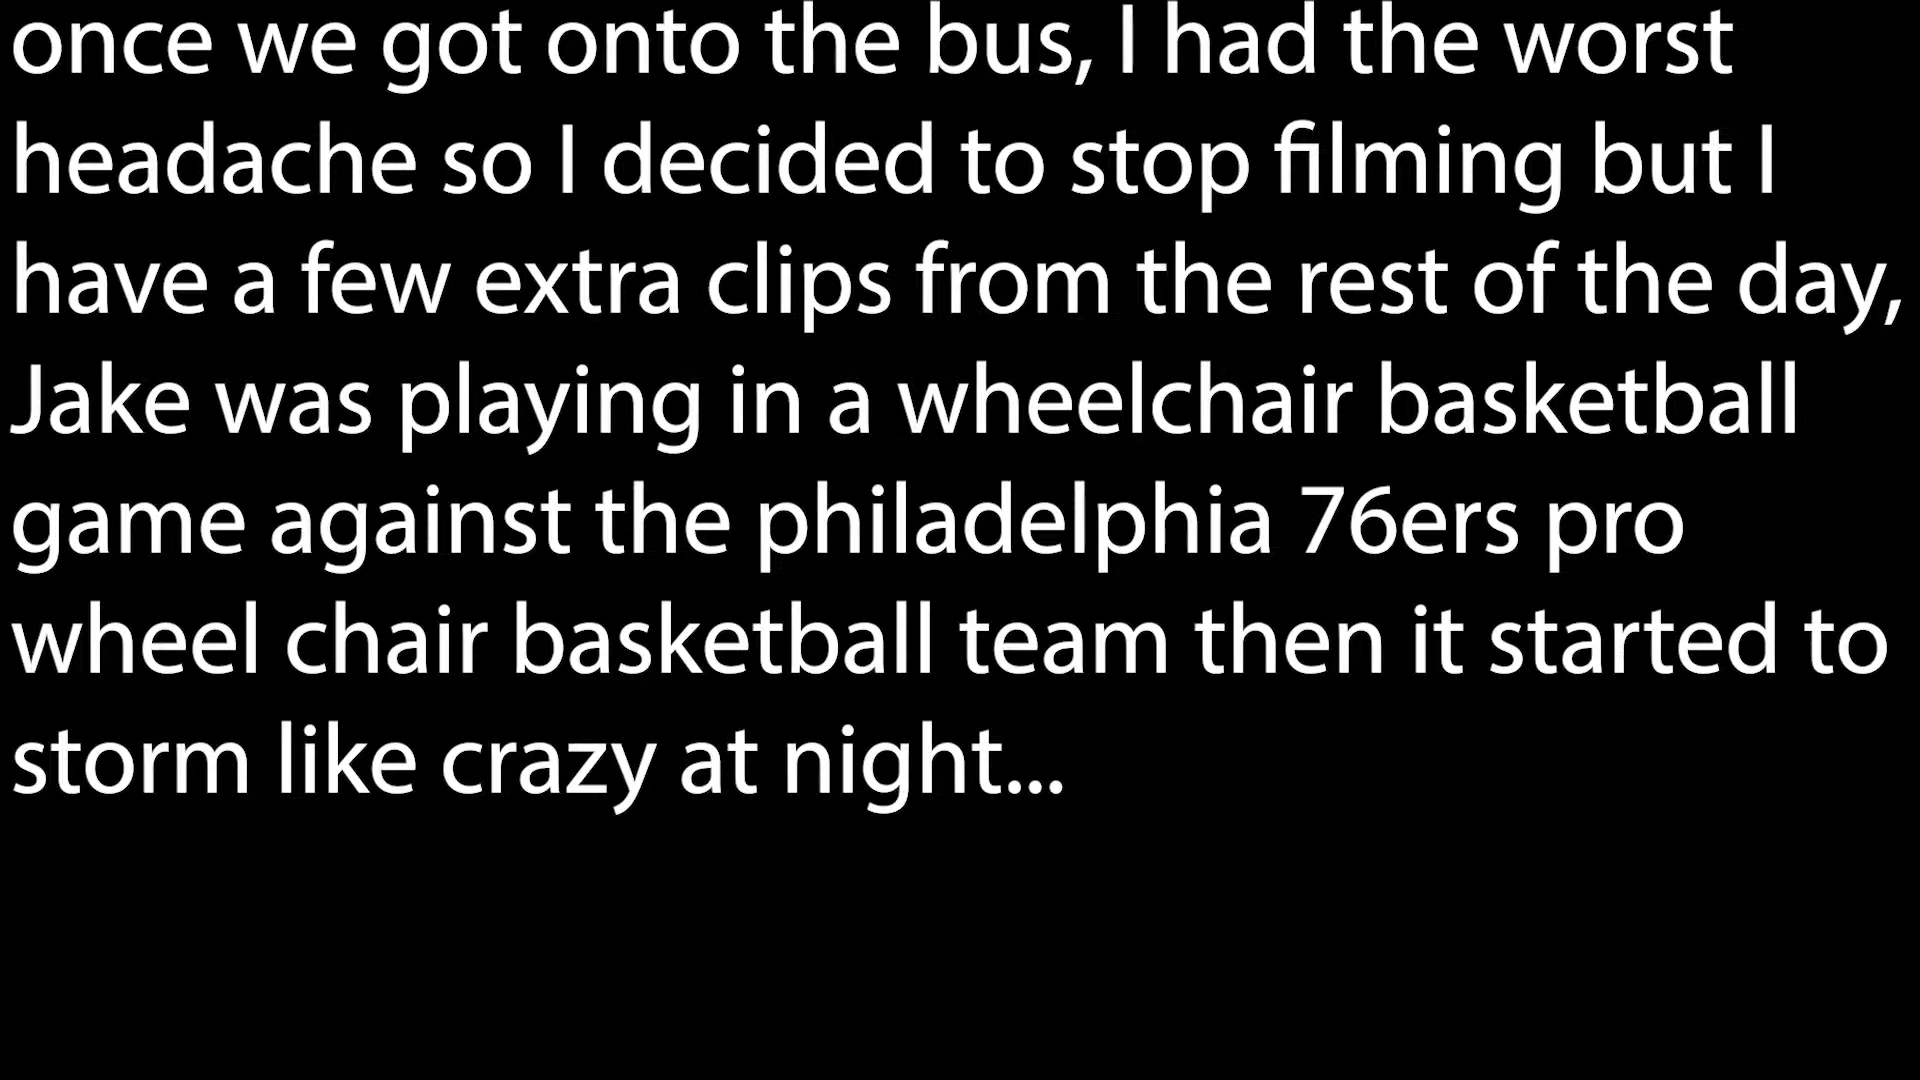 once we got onto the bus, I had the worst
headache so I decided to stop filming but I
have a few extra clips from the rest of the day,
Jake was playing in a wheelchair basketball
game against the philadelphia 76ers pro
wheel chair basketball team then it started to
storm like crazy at night...